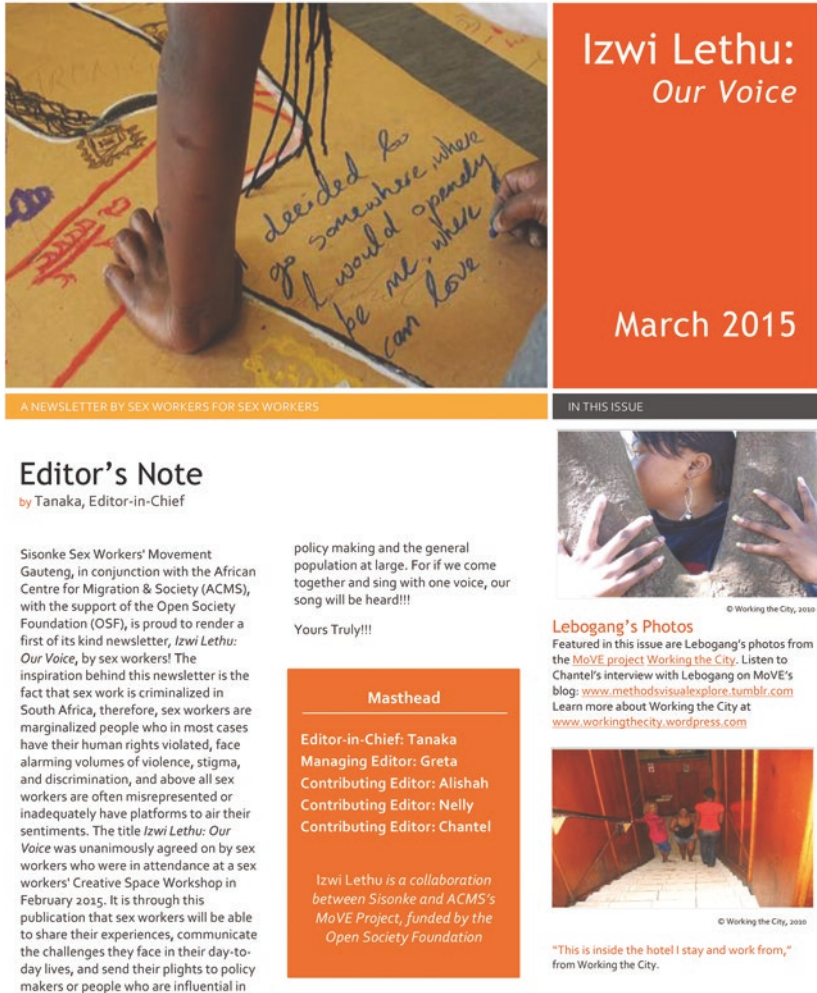 decided to
go somewhere, where
I would openely
be me, where
can love
Izwi Lethu:
Our Voice
March 2015
A NEWSLETTER BY SEX WORKERS FOR SEX WORKERS
IN THIS ISSUE
Editor's Note
by Tanaka, Editor-in-Chief
Sisonke Sex Workers' Movement
Gauteng, in conjunction with the African
Centre for Migration & Society (ACMS),
with the support of the Open Society
Foundation (OSF), is proud to render a
first of its kind newsletter, Izwi Lethu:
Our Voice, by sex workers! The
inspiration behind this newsletter is the
fact that sex work is criminalized in
South Africa, therefore, sex workers are
marginalized people who in most cases
have their human rights violated, face
alarming volumes of violence, stigma,
and discrimination, and above all sex
workers are often misrepresented or
inadequately have platforms to air their
sentiments. The title Izwi Lethu: Our
Voice was unanimously agreed on by sex
workers who were in attendance at a sex
workers' Creative Space Workshop in
February 2015. It is through this
publication that sex workers will be able
to share their experiences, communicate
the challenges they face in their day-to-
day lives, and send their plights to policy
makers or people who are influential in
policy making and the general
population at large. For if we come
together and sing with one voice, our
song will be heard!!!
Yours Truly!!!
Masthead
Editor-in-Chief: Tanaka
Managing Editor: Greta
Contributing Editor: Alishah
Contributing Editor: Nelly
Contributing Editor: Chantel
Izwi Lethu is a collaboration
between Sisonke and ACMS's
MoVE Project, funded by the
Open Society Foundation
© Working the City, 2010
Lebogang's Photos
Featured in this issue are Lebogang's photos from
the MoVE project Working the City. Listen to
Chantel's interview with Lebogang on MoVE's
blog: www.methodsvisualexplore.tumblr.com
Learn more about Working the City at
www.workingthecity.wordpress.com
© Working the City, 2010
"This is inside the hotel I stay and work from,"
from Working the City.